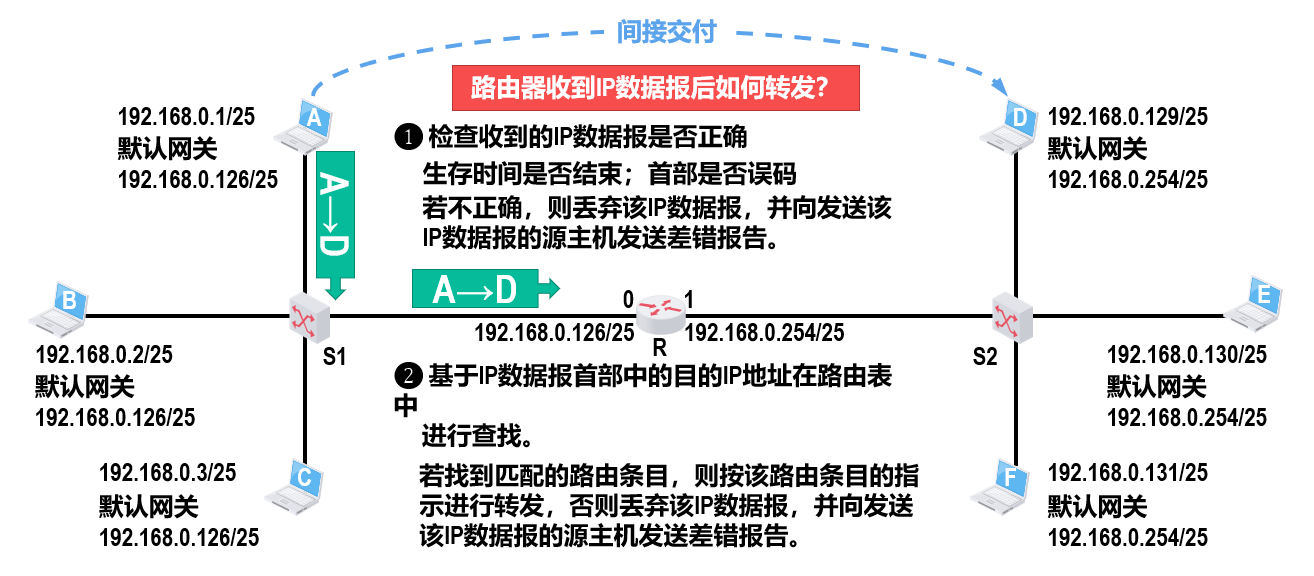 间接交付
路由器收到IP数据报后如何转发？
A
192.168.0.1/25
默认网关
192.168.0.126/25
D
192.168.0.129/25
默认网关
192.168.0.254/25
❶ 检查收到的IP数据报是否正确
生存时间是否结束；首部是否误码
若不正确，则丢弃该IP数据报，并向发送该
IP数据报的源主机发送差错报告。
A→D
A→D
B
192.168.0.2/25
默认网关
192.168.0.126/25
S1
0
1
192.168.0.126/25
192.168.0.254/25
R
S2
E
192.168.0.130/25
默认网关
192.168.0.254/25
❷ 基于IP数据报首部中的目的IP地址在路由表
中
进行查找。
若找到匹配的路由条目，则按该路由条目的指
示进行转发，否则丢弃该IP数据报，并向发送
该IP数据报的源主机发送差错报告。
C
192.168.0.3/25
默认网关
192.168.0.126/25
F
192.168.0.131/25
默认网关
192.168.0.254/25